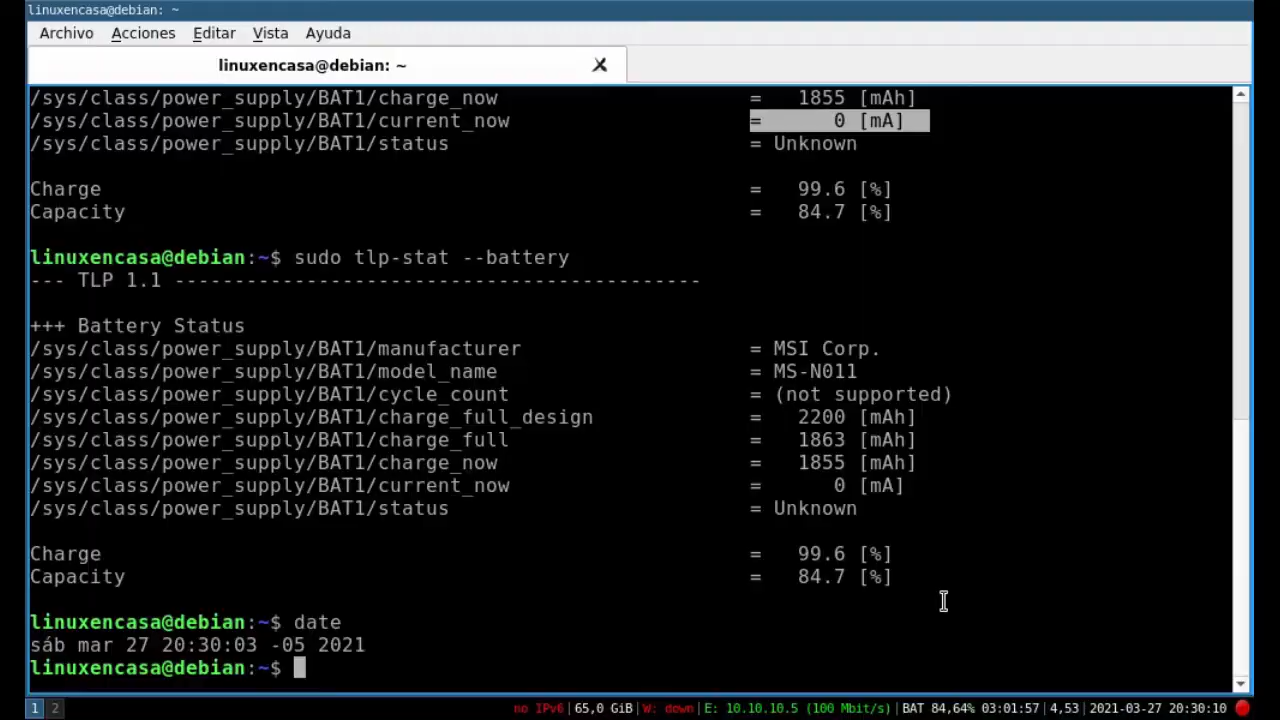 linuxencasa@debian: ~
Archivo Acciones Editar Vista Ayuda
linuxencasa@debian: ~
/sys/class/power_supply/BAT1/charge_now = 1855 [mAh]
/sys/class/power_supply/BAT1/current_now = 0 [mA]
/sys/class/power_supply/BAT1/status = Unknown
Charge = 99.6 [%]
Capacity = 84.7 [%]
linuxencasa@debian:~$ sudo tlp-stat --battery
--- TLP 1.1 --------------------------------------------
+++ Battery Status
/sys/class/power_supply/BAT1/manufacturer = MSI Corp.
/sys/class/power_supply/BAT1/model_name = MS-N011
/sys/class/power_supply/BAT1/cycle_count = (not supported)
/sys/class/power_supply/BAT1/charge_full_design = 2200 [mAh]
/sys/class/power_supply/BAT1/charge_full = 1863 [mAh]
/sys/class/power_supply/BAT1/charge_now = 1855 [mAh]
/sys/class/power_supply/BAT1/current_now = 0 [mA]
/sys/class/power_supply/BAT1/status = Unknown
Charge = 99.6 [%]
Capacity = 84.7 [%]
linuxencasa@debian:~$ date
sáb mar 27 20:30:03 -05 2021
linuxencasa@debian:~$
1 2 no IPv6|65,0 GiB|W: down|E: 10.10.10.5 (100 Mbit/s)|BAT 84,64% 03:01:57|4,53|2021-03-27 20:30:10